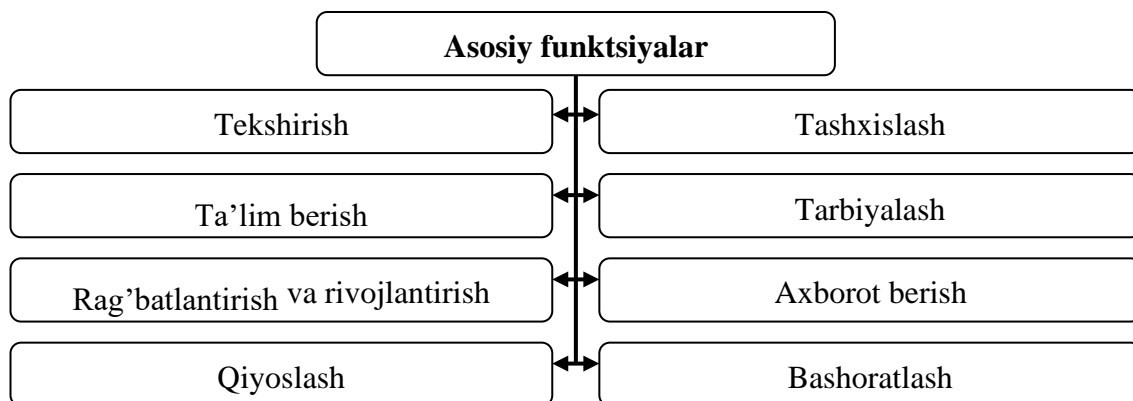 Asosiy funktsiyalar
Tekshirish
Tashxislash
Ta’lim berish
Tarbiyalash
Rag’batlantirish va rivojlantirish
Axborot berish
Qiyoslash
Bashoratlash